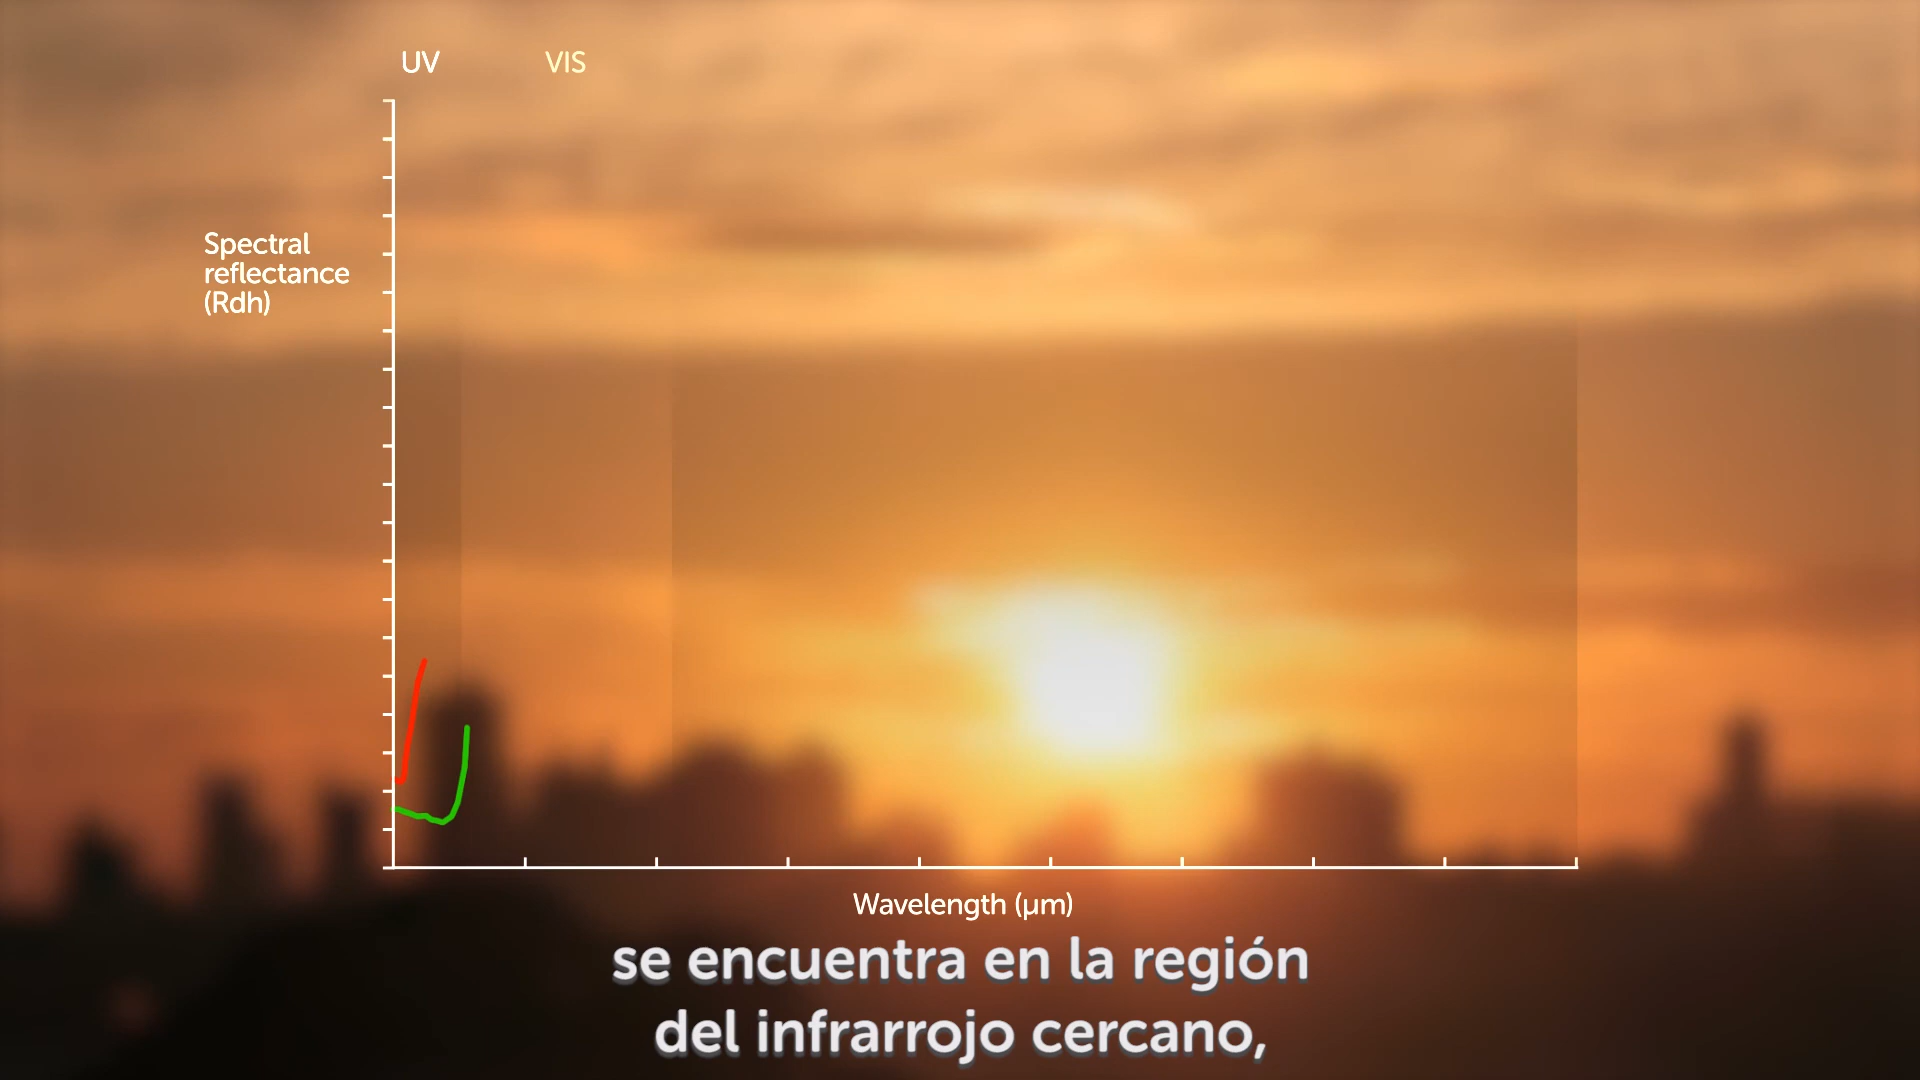 UV
VIS
Spectral
reflectance
(Rdh)
Wavelength (µm)
se encuentra en la región
del infrarrojo cercano,